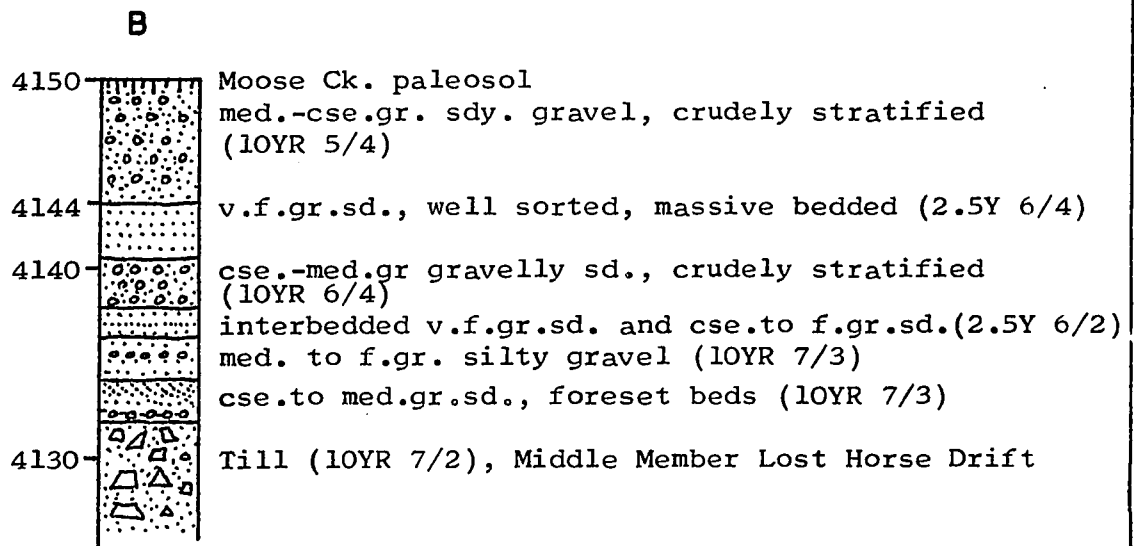 B
4150 Moose Ck. paleosol
med.-cse.gr. sdy. gravel, crudely stratified
(10YR 5/4)
4144 v.f.gr.sd., well sorted, massive bedded (2.5Y 6/4)
4140 cse.-med.gr gravelly sd., crudely stratified
(10YR 6/4)
interbedded v.f.gr.sd. and cse.to f.gr.sd.(2.5Y 6/2)
med. to f.gr. silty gravel (10YR 7/3)
cse.to med.gr.sd., foreset beds (10YR 7/3)
4130 Till (10YR 7/2), Middle Member Lost Horse Drift